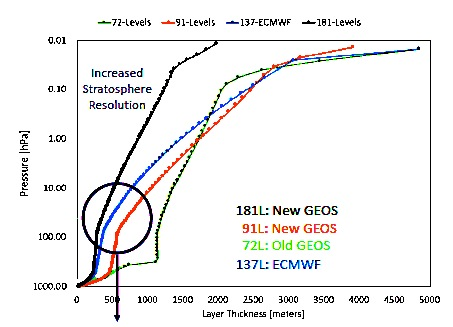 72-Levels 91-Levels 137-ECMWF 181-Levels
0.01
0.10
1.00
10.00
100.00
1000.00
Pressure [hPa]
Increased
Stratosphere
Resolution
181L: New GEOS
91L: New GEOS
72L: Old GEOS
137L: ECMWF
0 500 1000 1500 2000 2500 3000 3500 4000 4500 5000
Layer Thickness [meters]